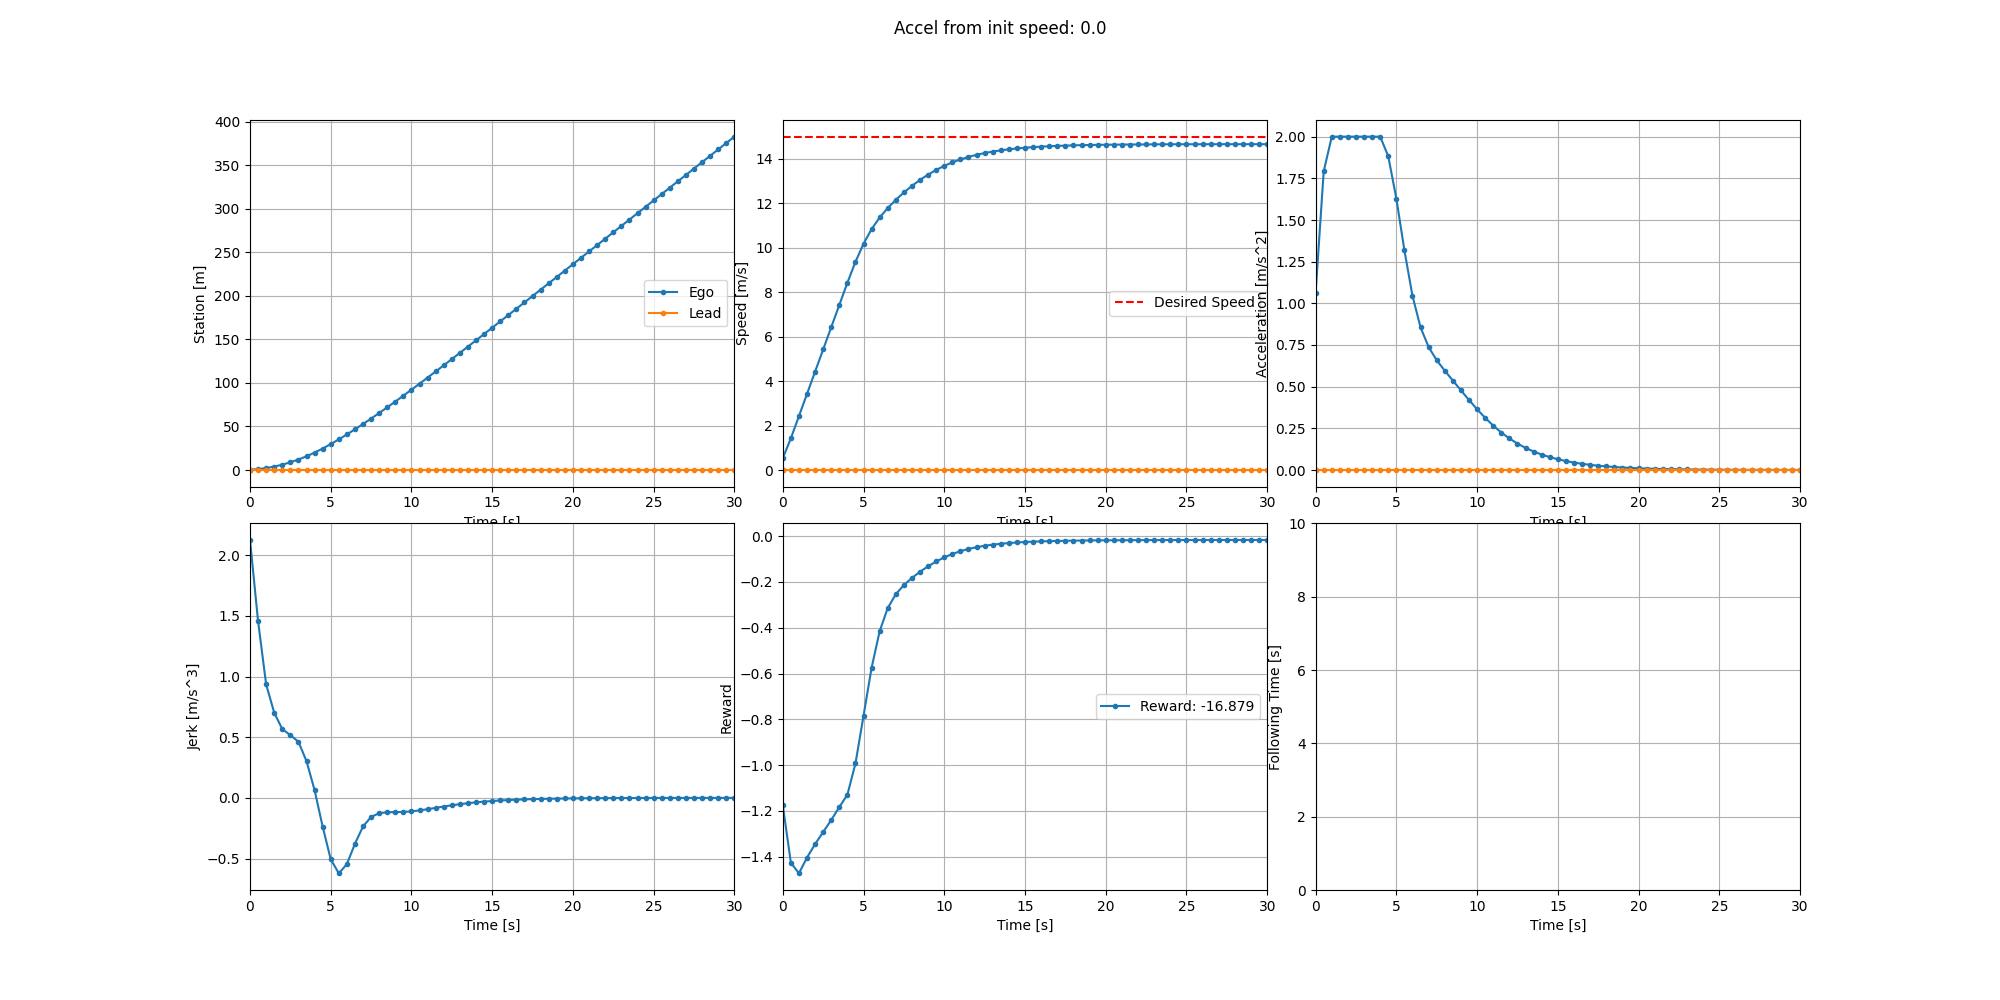 Accel from init speed: 0.0
Station [m]
400
350
300
250
200
150
100
50
0
Ego
Lead
0 5 10 15 20 25 30
Time [s]
Speed [m/s]
14
12
10
8
6
4
2
0
Desired Speed
0 5 10 15 20 25 30
Time [s]
Acceleration [m/s^2]
2.00
1.75
1.50
1.25
1.00
0.75
0.50
0.25
0.00
0 5 10 15 20 25 30
Time [s]
Jerk [m/s^3]
2.0
1.5
1.0
0.5
0.0
−0.5
0 5 10 15 20 25 30
Time [s]
Reward
0.0
−0.2
−0.4
−0.6
−0.8
−1.0
−1.2
−1.4
Reward: -16.879
0 5 10 15 20 25 30
Time [s]
Following Time [s]
10
8
6
4
2
0
0 5 10 15 20 25 30
Time [s]